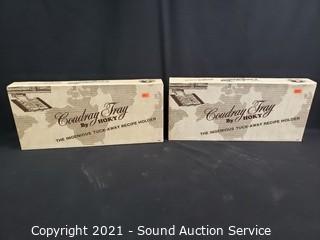 Coudray Tray
By HOKY
THE INGENIOUS TUCK-AWAY RECIPE HOLDER
Coudray Tray
By HOKY
THE INGENIOUS TUCK-AWAY RECIPE HOLDER
Copyright 2021 - Sound Auction Service